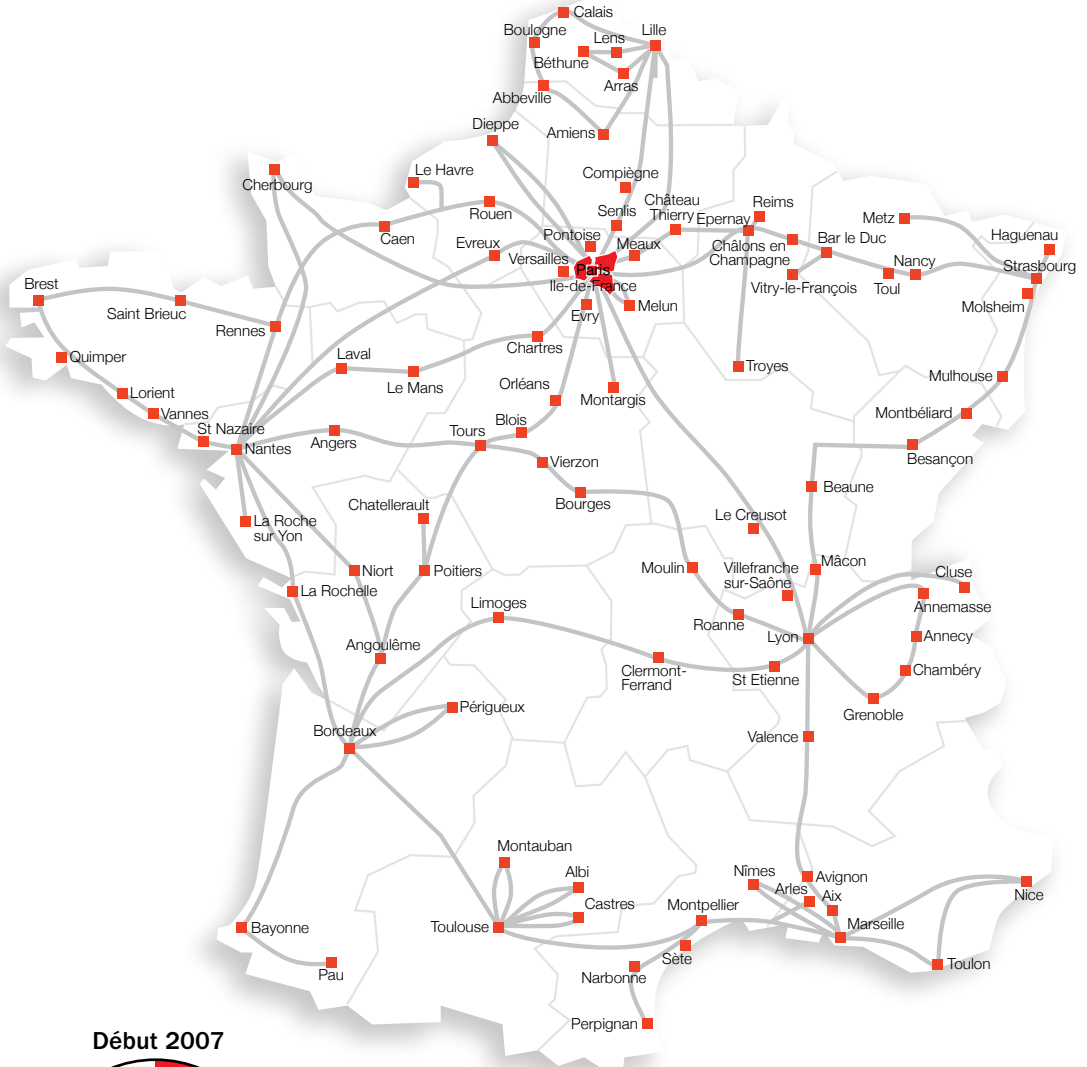 Calais
Boulogne
Lens
Lille
Béthune
Arras
Abbeville
Dieppe
Amiens
Le Havre
Compiègne
Cherbourg
Château
Thierry
Reims
Rouen
Senlis
Epernay
Metz
Caen
Pontoise
Meaux
Châlons en
Champagne
Bar le Duc
Haguenau
Evreux
Versailles
Paris
Nancy
Strasbourg
Ile-de-France
Vitry-le-François
Toul
Brest
Melun
Molsheim
Saint Brieuc
Evry
Rennes
Chartres
Quimper
Laval
Le Mans
Troyes
Mulhouse
Orléans
Montargis
Lorient
Vannes
Montbéliard
St Nazaire
Blois
Nantes
Angers
Tours
Besançon
Vierzon
Beaune
Chatellerault
Bourges
La Roche
sur Yon
Le Creusot
Niort
Poitiers
Moulin
Villefranche
sur-Saône
Mâcon
Cluse
La Rochelle
Limoges
Annemasse
Roanne
Lyon
Annecy
Angoulême
Clermont-
Ferrand
St Etienne
Chambéry
Périgueux
Grenoble
Bordeaux
Valence
Montauban
Albi
Nîmes
Avignon
Castres
Arles
Aix
Nice
Montpellier
Bayonne
Toulouse
Marseille
Sète
Toulon
Pau
Narbonne
Perpignan
Début 2007